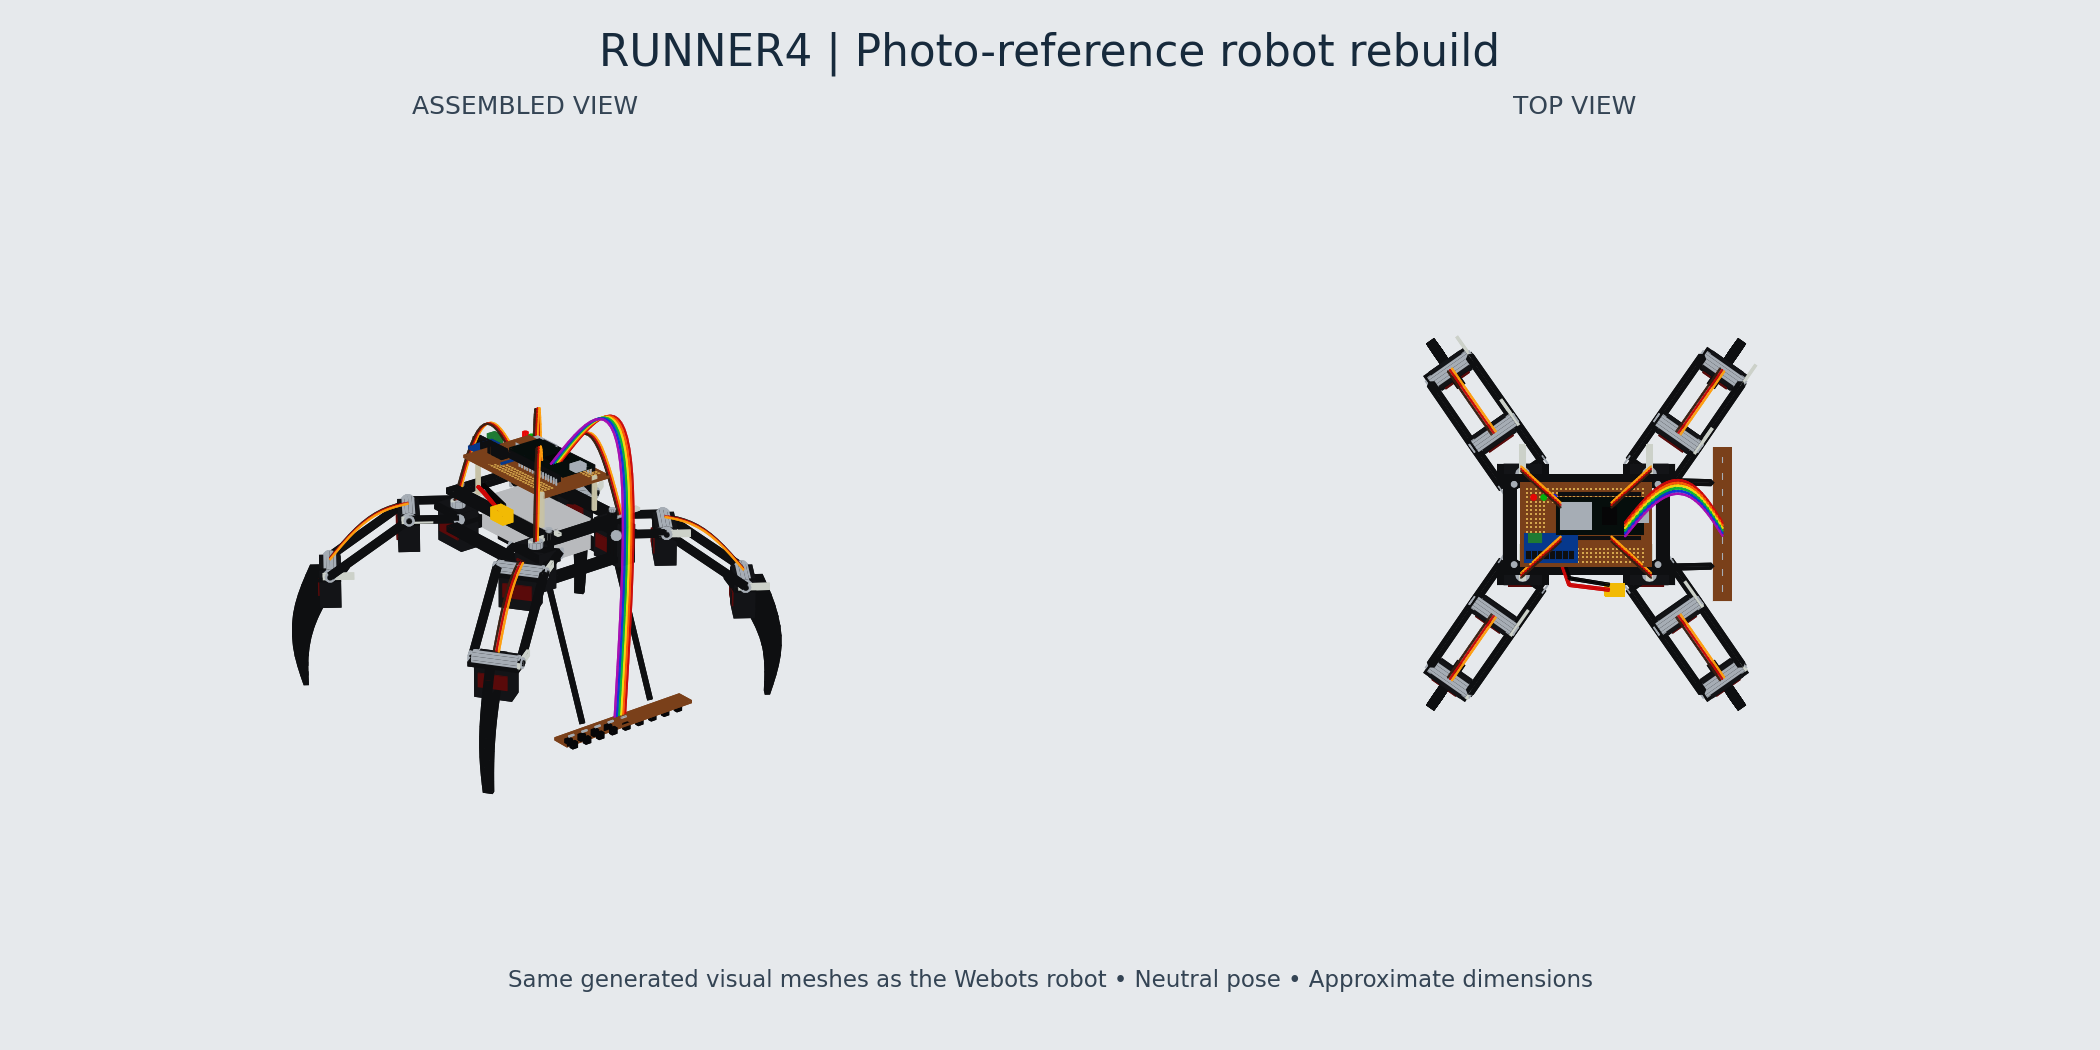 RUNNER4 | Photo-reference robot rebuild
ASSEMBLED VIEW
TOP VIEW
Same generated visual meshes as the Webots robot • Neutral pose • Approximate dimensions